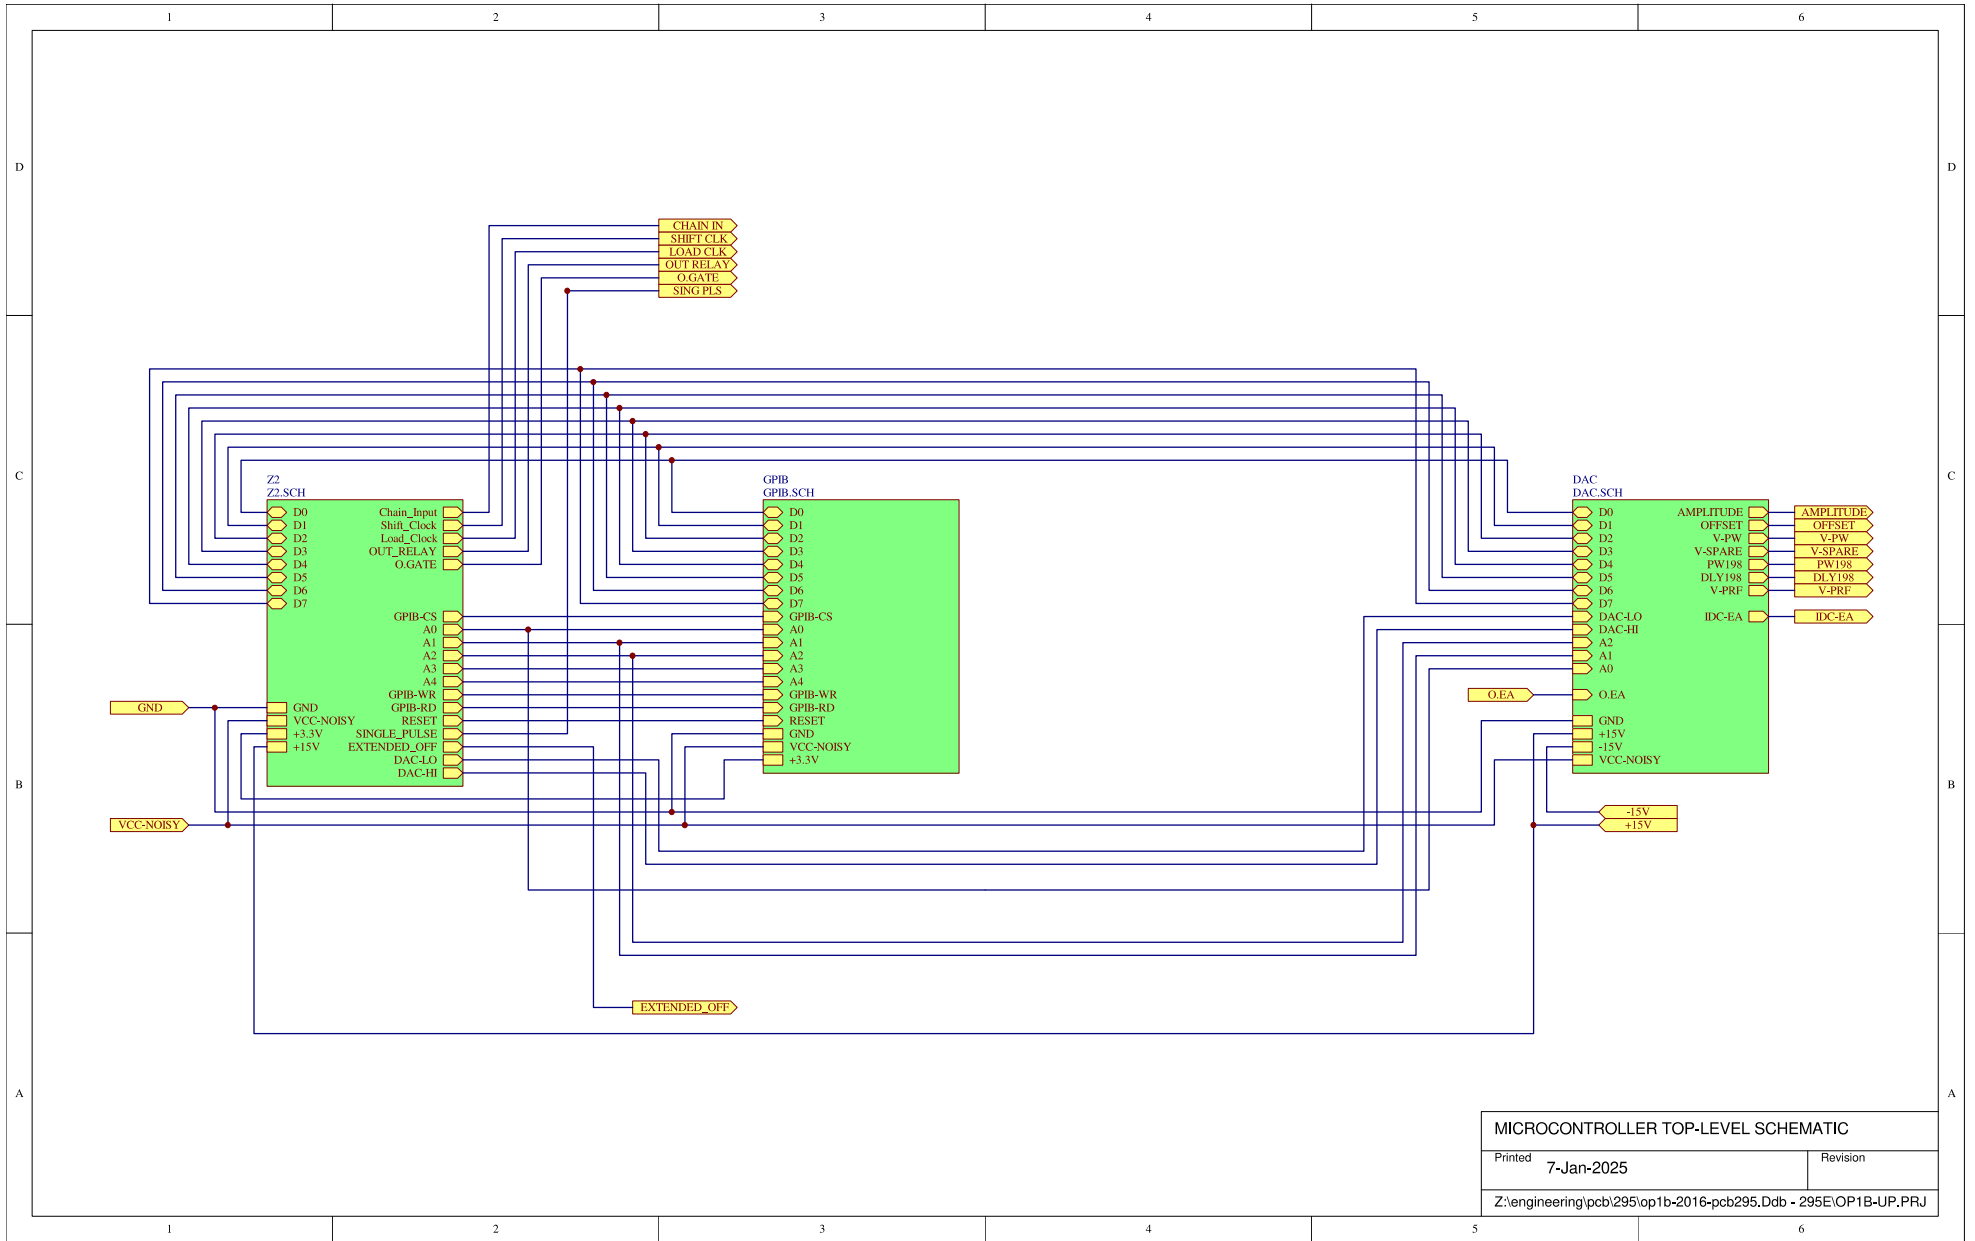 1 2 3 4 5 6
D D
CHAIN IN
SHIFT CLK
LOAD CLK
OUT RELAY
O.GATE
SING PLS
C C
Z2
Z2.SCH
D0 Chain_Input
D1 Shift_Clock
D2 Load_Clock
D3 OUT_RELAY
D4 O.GATE
D5
D6
D7
GPIB-CS
A0
A1
A2
A3
A4
GPIB-WR
GND GND GPIB-RD
VCC-NOISY RESET
+3.3V SINGLE_PULSE
+15V EXTENDED_OFF
DAC-LO
DAC-HI
VCC-NOISY
GPIB
GPIB.SCH
D0
D1
D2
D3
D4
D5
D6
D7
GPIB-CS
A0
A1
A2
A3
A4
GPIB-WR
GPIB-RD
RESET
GND
VCC-NOISY
+3.3V
DAC
DAC.SCH
D0 AMPLITUDE AMPLITUDE
D1 OFFSET OFFSET
D2 V-PW V-PW
D3 V-SPARE V-SPARE
D4 PW198 PW198
D5 DLY198 DLY198
D6 V-PRF V-PRF
D7
DAC-LO IDC-EA IDC-EA
DAC-HI
A2
A1
A0
O.EA O.EA
GND
+15V
-15V
VCC-NOISY
B B
-15V
+15V
EXTENDED_OFF
A A
MICROCONTROLLER TOP-LEVEL SCHEMATIC
Printed 7-Jan-2025 Revision
Z:\engineering\pcb\295\op1b-2016-pcb295.Ddb - 295E\OP1B-UP.PRJ
1 2 3 4 5 6